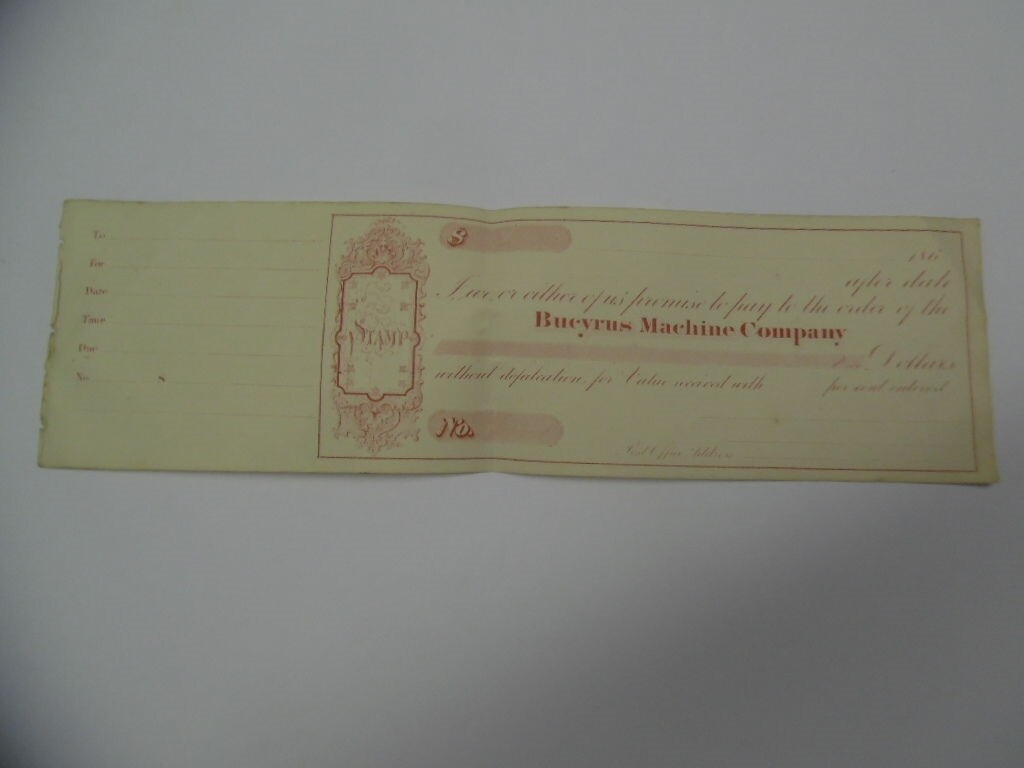 To
For
Date
Time
Due
No. $
STAMP
$
186
after date
I, we, or either of us promise to pay to the order of the
Bucyrus Machine Company
Dollars
without defalcation, for Value received with per cent interest
No.
Post Office Address